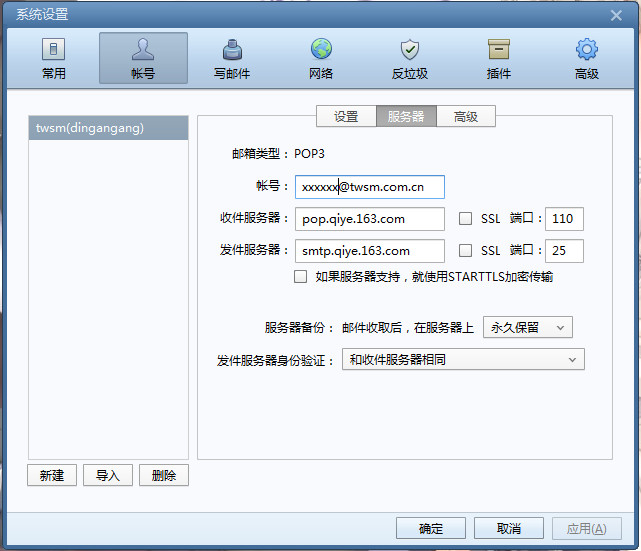 系统设置
常用 帐号 写邮件 网络 反垃圾 插件 高级
twsm(dingangang)
设置 服务器 高级
邮箱类型：POP3
帐号：xxxxxx@twsm.com.cn
收件服务器：pop.qiye.163.com SSL 端口：110
发件服务器：smtp.qiye.163.com SSL 端口：25
如果服务器支持，就使用STARTTLS加密传输
服务器备份：邮件收取后，在服务器上 永久保留
发件服务器身份验证：和收件服务器相同
新建 导入 删除
确定 取消 应用(A)